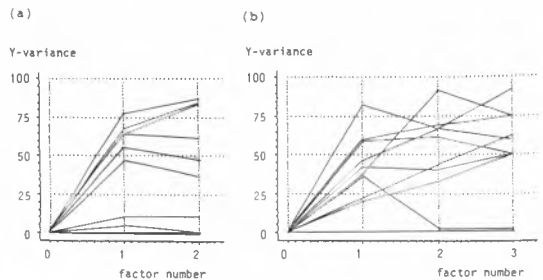 (a)
Y-variance
100
75
50
25
0
0 1 2
factor number
(b)
Y-variance
100
75
50
25
0
0 1 2 3
factor number